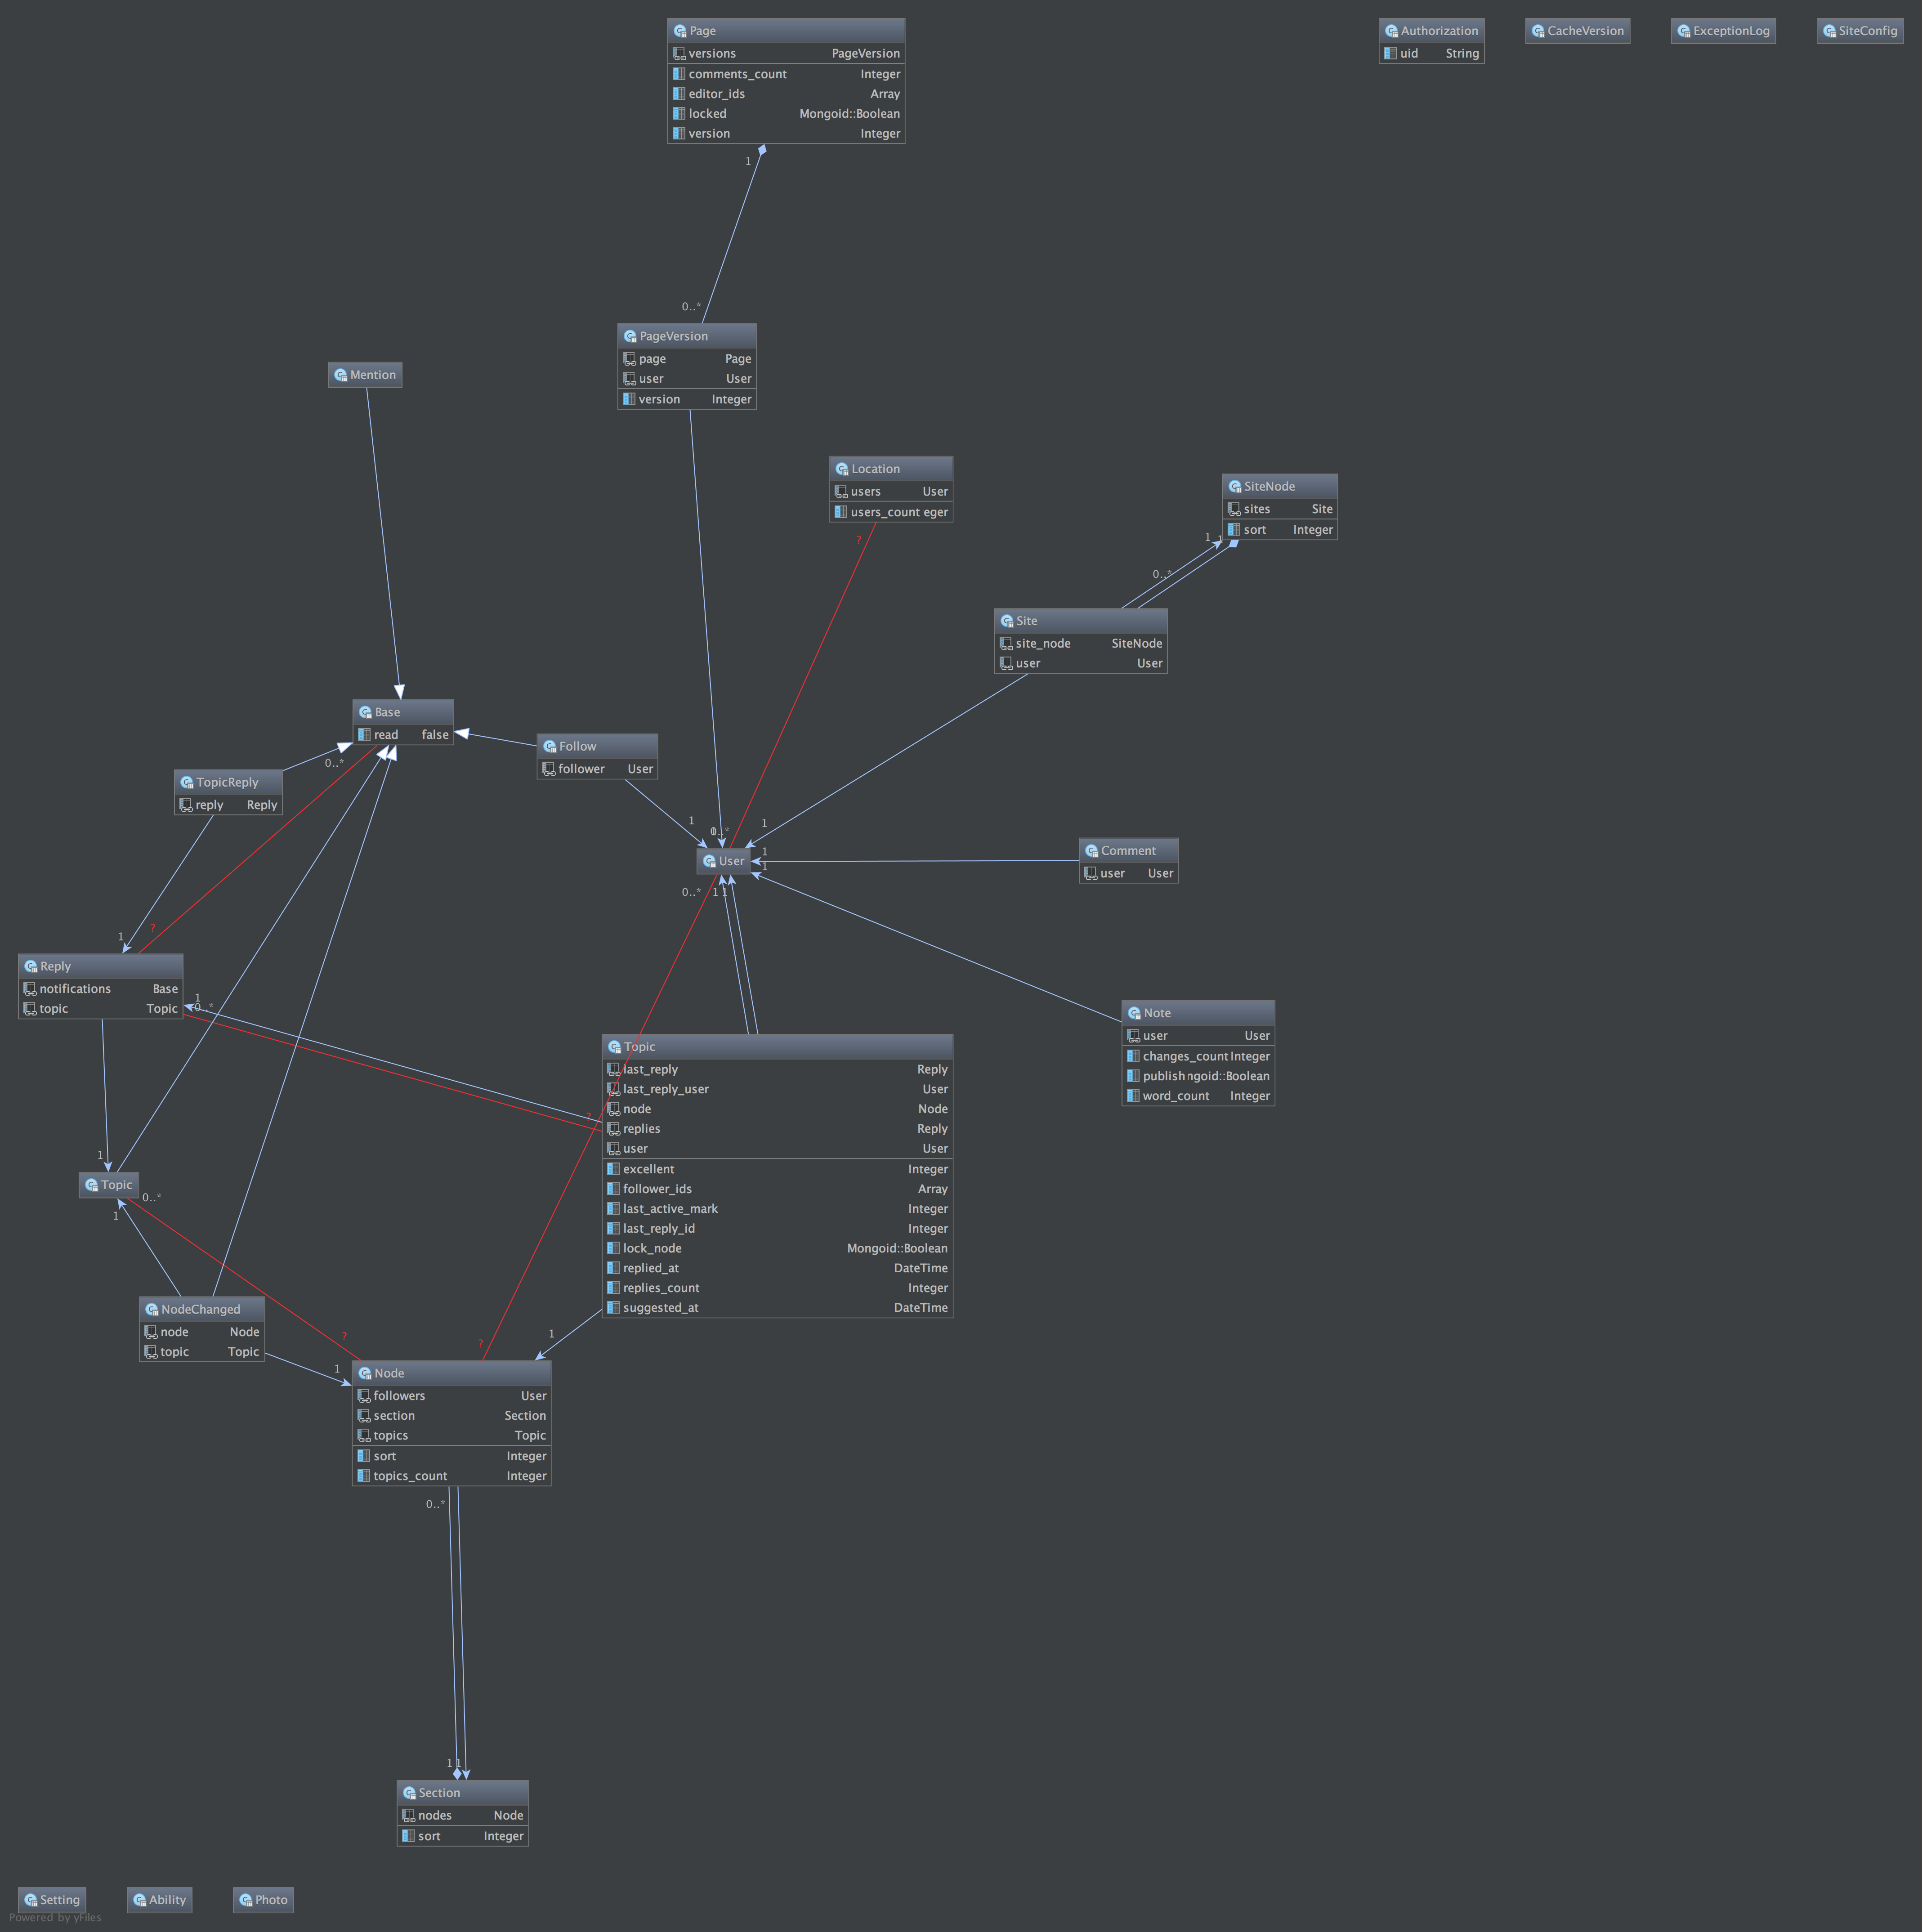 Page
versions PageVersion
comments_count Integer
editor_ids Array
locked Mongoid::Boolean
version Integer
1
Authorization
uid String
CacheVersion
ExceptionLog
SiteConfig
0..*
PageVersion
page Page
user User
version Integer
Mention
Location
users User
users_count eger
?
SiteNode
sites Site
sort Integer
1 1
0..*
Site
site_node SiteNode
user User
Base
read false
0..*
Follow
follower User
TopicReply
reply Reply
1
0..*
1
User
1
1
0..* 1 1
Comment
user User
?
1
Reply
notifications Base
topic Topic
1
0..*
Note
user User
changes_count Integer
publish ngoid::Boolean
word_count Integer
Topic
last_reply Reply
last_reply_user User
node Node
replies Reply
user User
excellent Integer
follower_ids Array
last_active_mark Integer
last_reply_id Integer
lock_node Mongoid::Boolean
replied_at DateTime
replies_count Integer
suggested_at DateTime
?
1
Topic
0..*
1
NodeChanged
node Node
topic Topic
?
?
1
1
Node
followers User
section Section
topics Topic
sort Integer
topics_count Integer
0..*
1 1
Section
nodes Node
sort Integer
Setting
Ability
Photo
Powered by yFiles